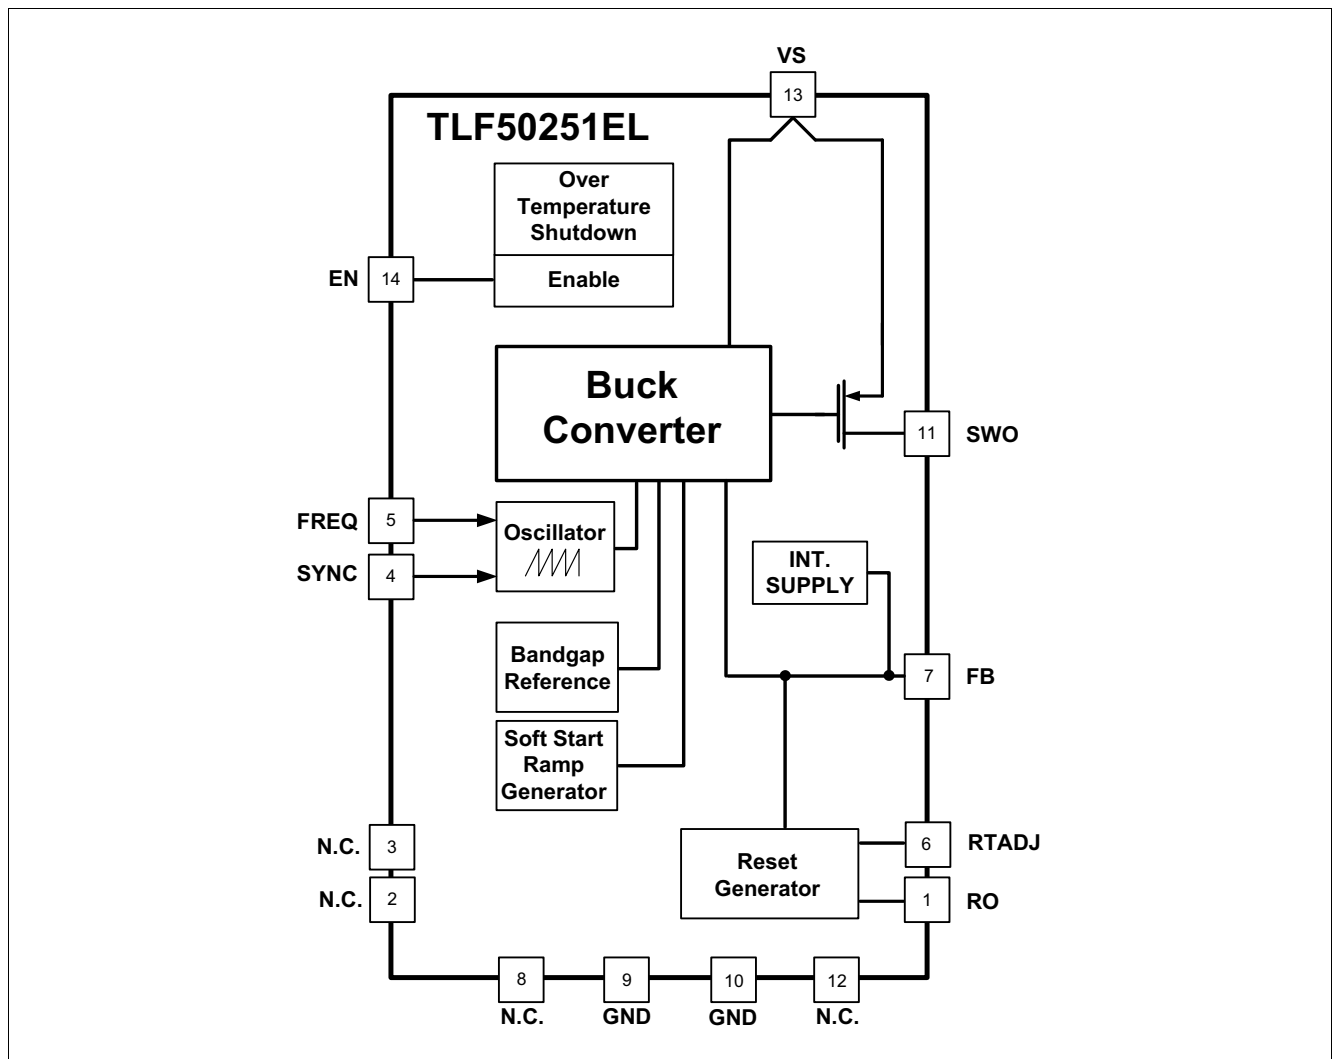 VS
13
TLF50251EL
Over
Temperature
Shutdown
EN
14
Enable
Buck
Converter
11
SWO
FREQ
5
Oscillator
SYNC
4
INT.
SUPPLY
Bandgap
Reference
7
FB
Soft Start
Ramp
Generator
N.C.
3
Reset
Generator
6
RTADJ
N.C.
2
1
RO
8
9
10
12
N.C.
GND
GND
N.C.